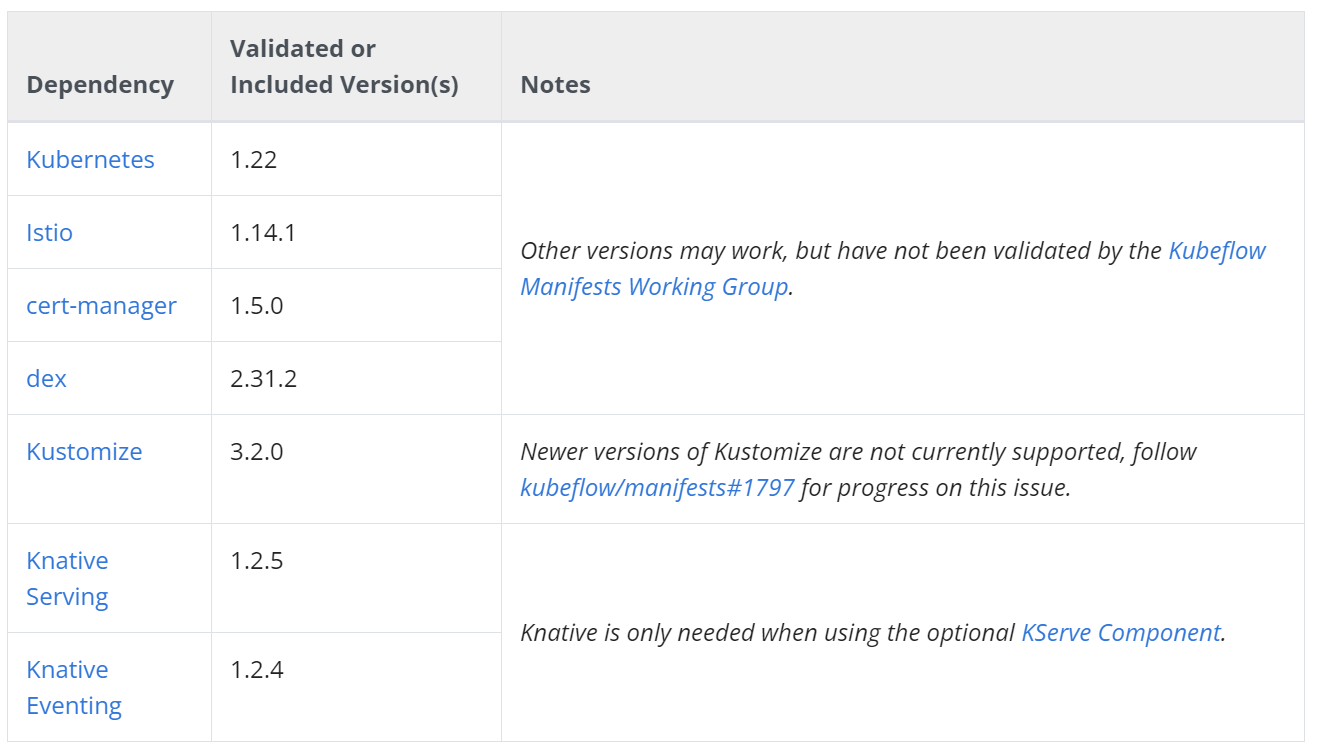 Dependency
Validated or
Included Version(s)
Notes
Kubernetes
1.22
Istio
1.14.1
cert-manager
1.5.0
dex
2.31.2
Other versions may work, but have not been validated by the Kubeflow
Manifests Working Group.
Kustomize
3.2.0
Newer versions of Kustomize are not currently supported, follow
kubeflow/manifests#1797 for progress on this issue.
Knative
Serving
1.2.5
Knative
Eventing
1.2.4
Knative is only needed when using the optional KServe Component.